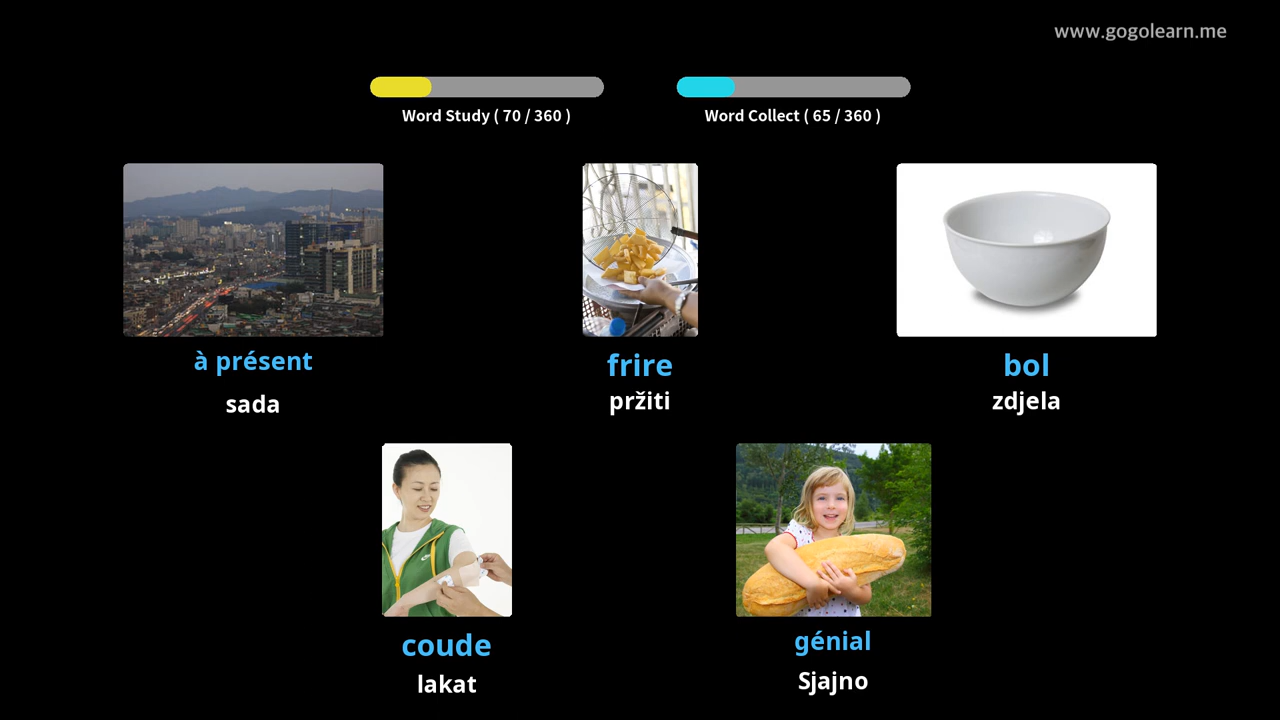 www.gogolearn.me
Word Study ( 70 / 360 )
Word Collect ( 65 / 360 )
à présent
sada
frire
pržiti
bol
zdjela
coude
lakat
génial
Sjajno